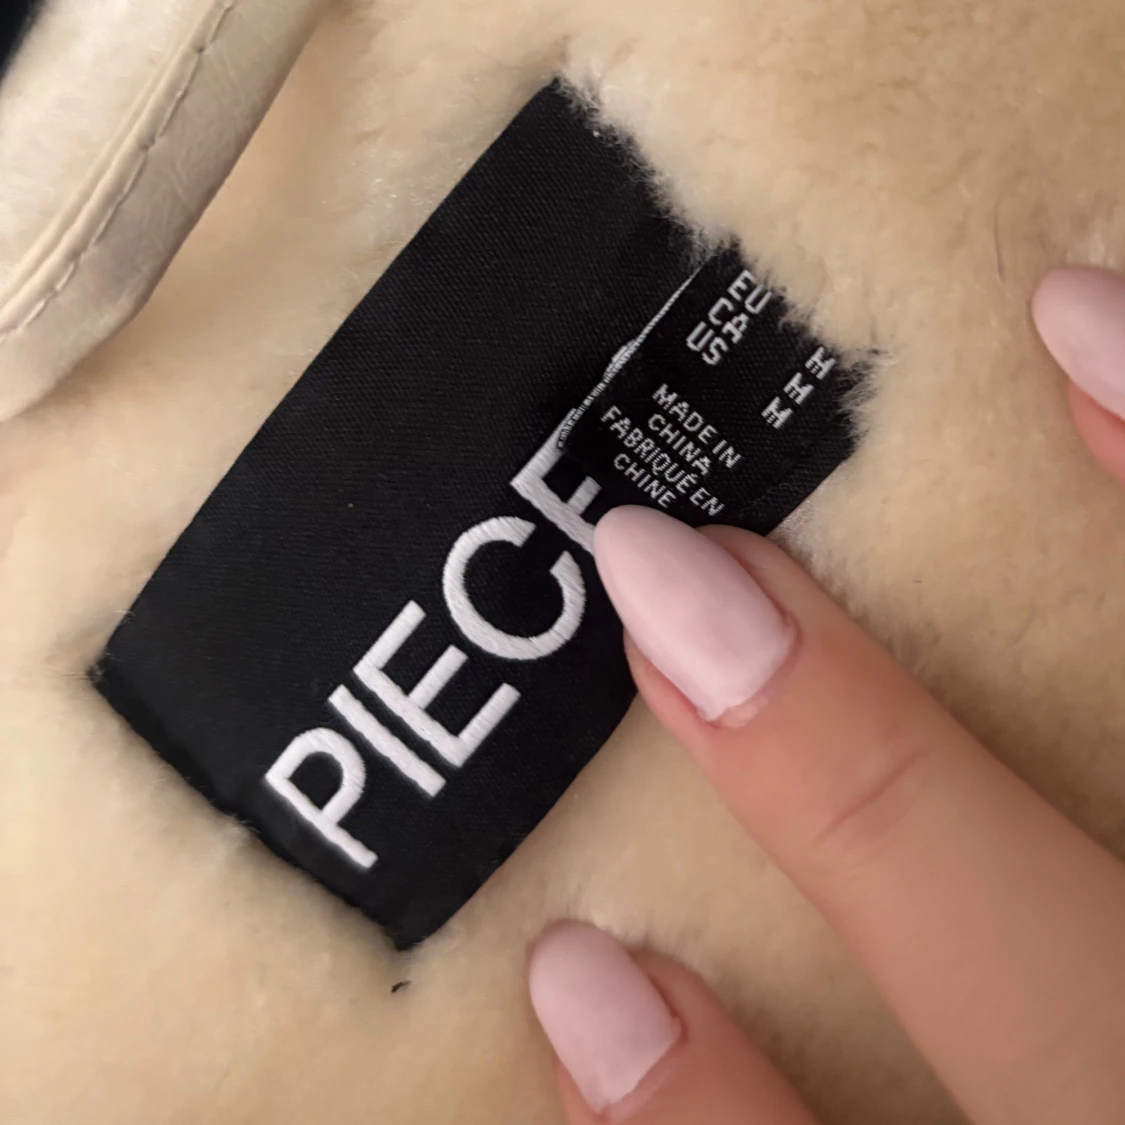 PIECE
EU M
CA M
US M
MADE IN
CHINA
FABRIQUÉ EN
CHINE